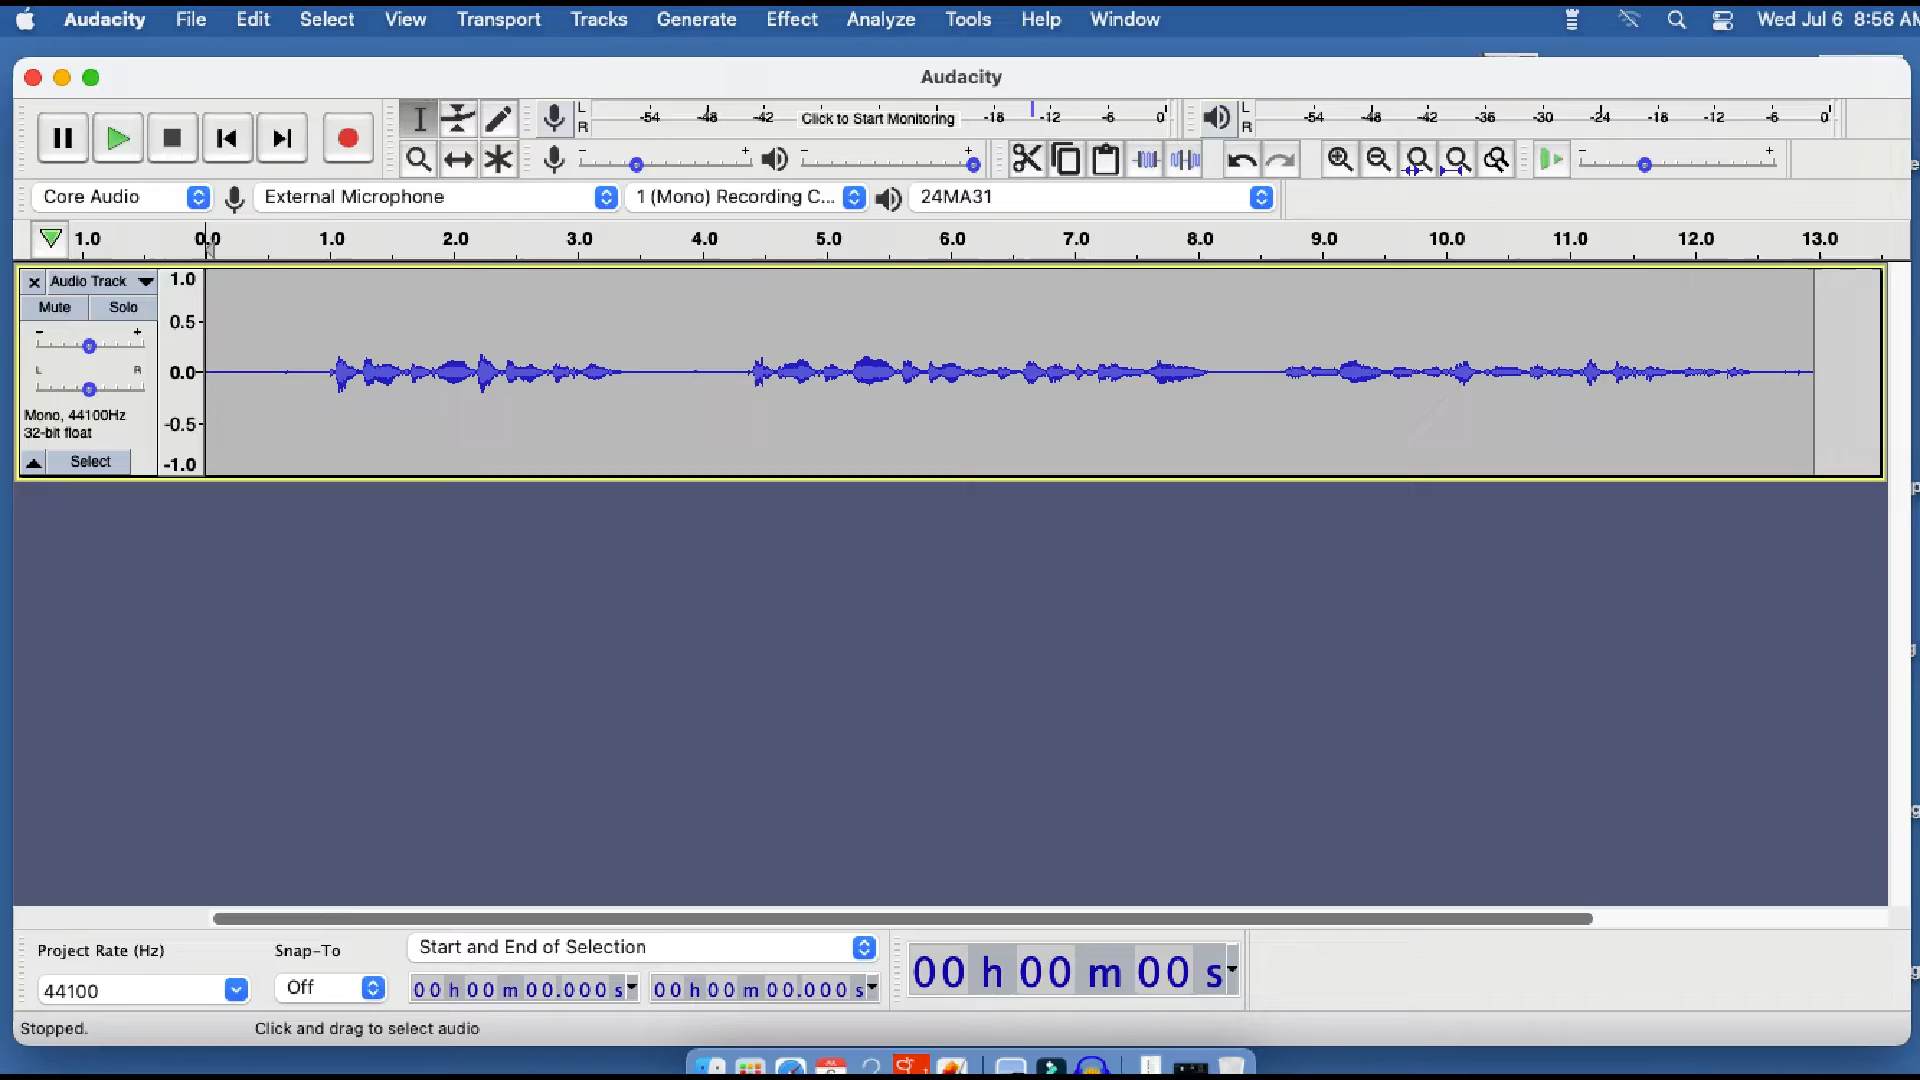 Audacity File Edit Select View Transport Tracks Generate Effect Analyze Tools Help Window Wed Jul 6 8:56 AM
Audacity
L R -54 -48 -42 Click to Start Monitoring -18 -12 -6 0
L R -54 -48 -42 -36 -30 -24 -18 -12 -6 0
- + - + - +
Core Audio External Microphone 1 (Mono) Recording C... 24MA31
1.0 0.0 1.0 2.0 3.0 4.0 5.0 6.0 7.0 8.0 9.0 10.0 11.0 12.0 13.0
Audio Track 1.0
Mute Solo
0.5
- +
L R 0.0
Mono, 44100Hz
-0.5
32-bit float
Select -1.0
Project Rate (Hz) Snap-To Start and End of Selection
44100 Off 00 h 00 m 00.000 s 00 h 00 m 00.000 s 00 h 00 m 00 s
Stopped. Click and drag to select audio